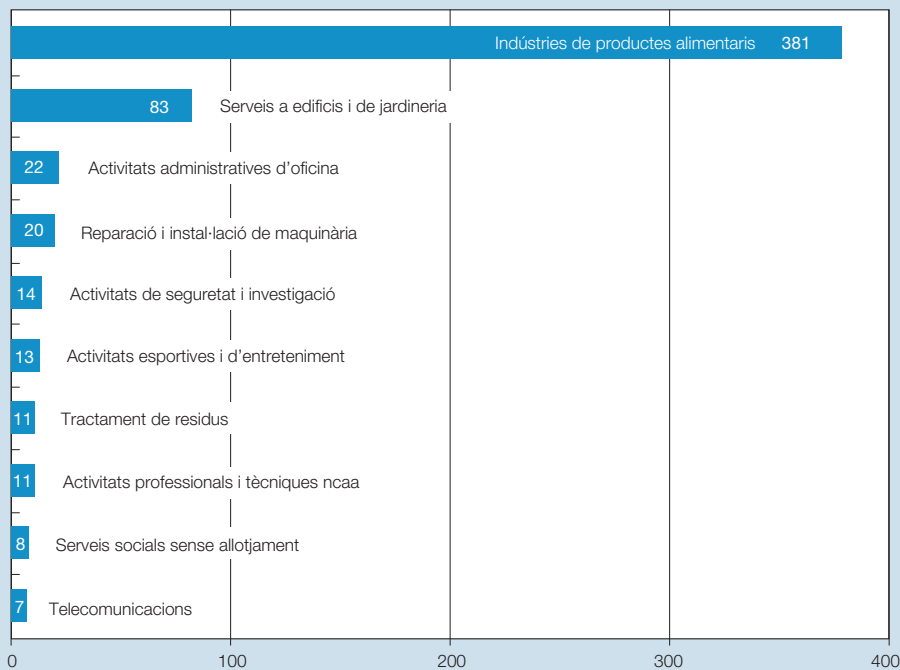 Indústries de productes alimentaris 381
83 Serveis a edificis i de jardineria
22 Activitats administratives d’oficina
20 Reparació i instal·lació de maquinària
14 Activitats de seguretat i investigació
13 Activitats esportives i d’entreteniment
11 Tractament de residus
11 Activitats professionals i tècniques ncaa
8 Serveis socials sense allotjament
7 Telecomunicacions
0 100 200 300 400